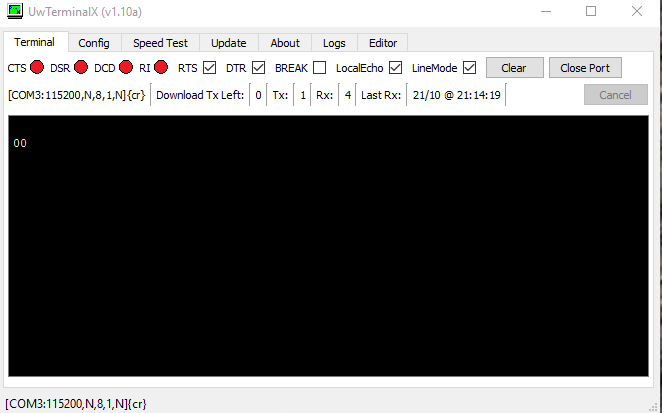 UwTerminalX (v1.10a)
Terminal Config Speed Test Update About Logs Editor
CTS DSR DCD RI RTS DTR BREAK LocalEcho LineMode Clear Close Port
[COM3:115200,N,8,1,N]{cr} Download Tx Left: 0 Tx: 1 Rx: 4 Last Rx: 21/10 @ 21:14:19 Cancel
00
[COM3:115200,N,8,1,N]{cr}